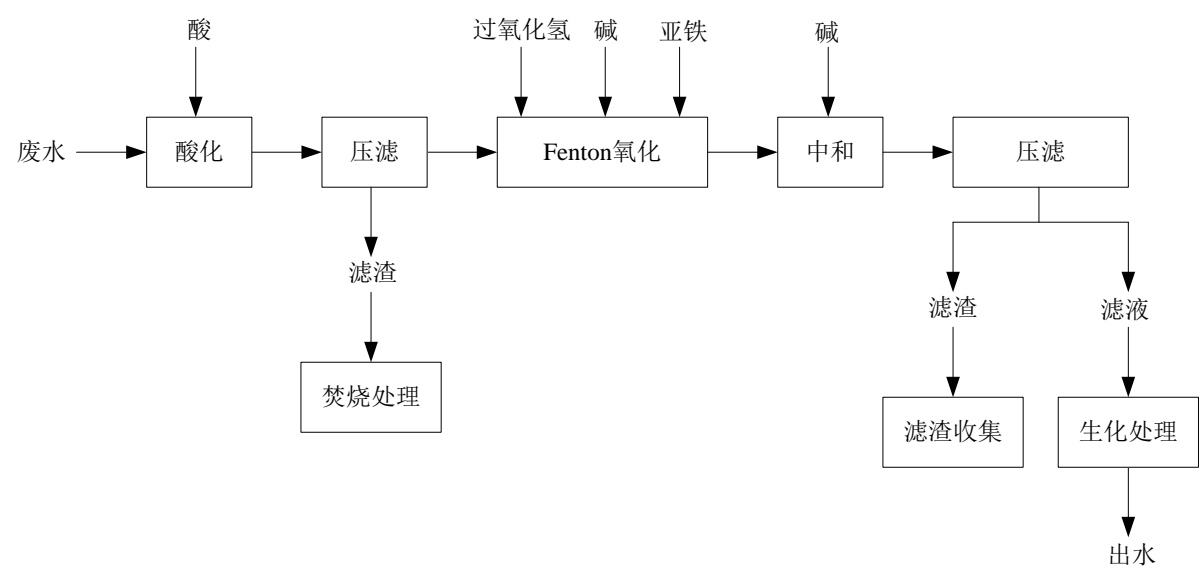 酸
过氧化氢
碱
亚铁
碱
废水
酸化
压滤
Fenton氧化
中和
压滤
滤渣
滤渣
滤液
焚烧处理
滤渣收集
生化处理
出水